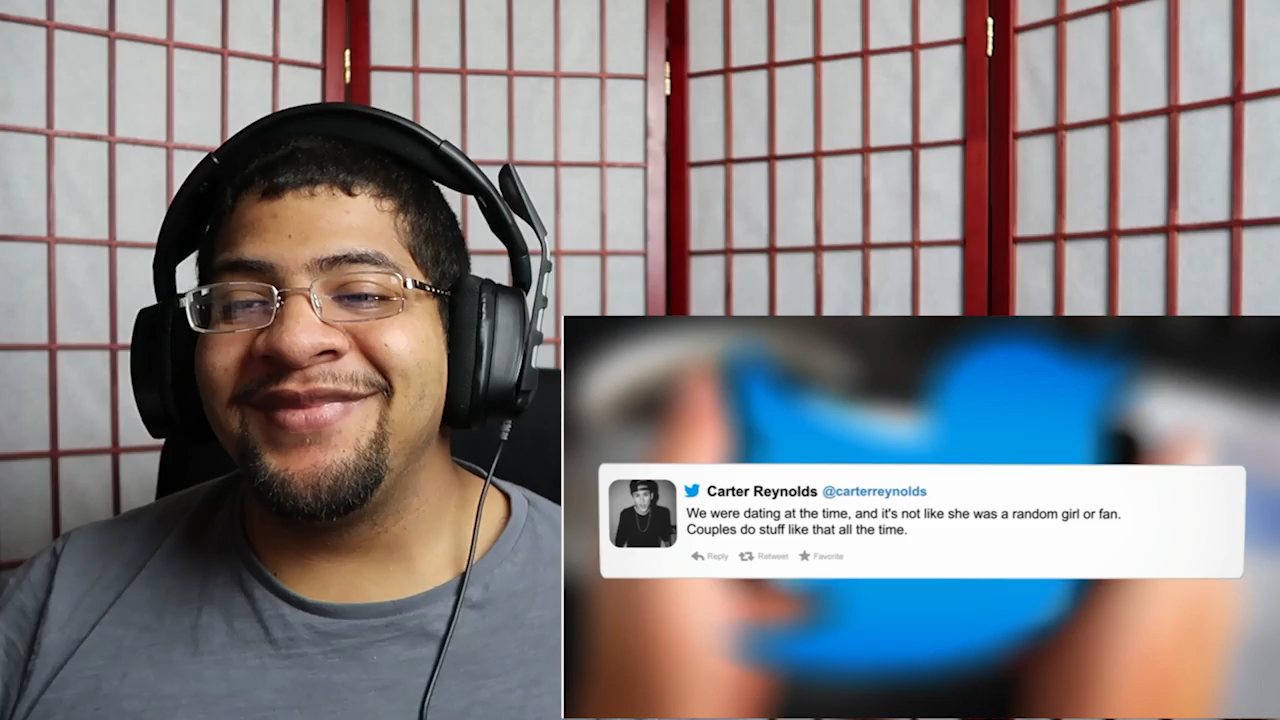 Carter Reynolds @carterreynolds
We were dating at the time, and it's not like she was a random girl or fan.
Couples do stuff like that all the time.
Reply Retweet Favorite